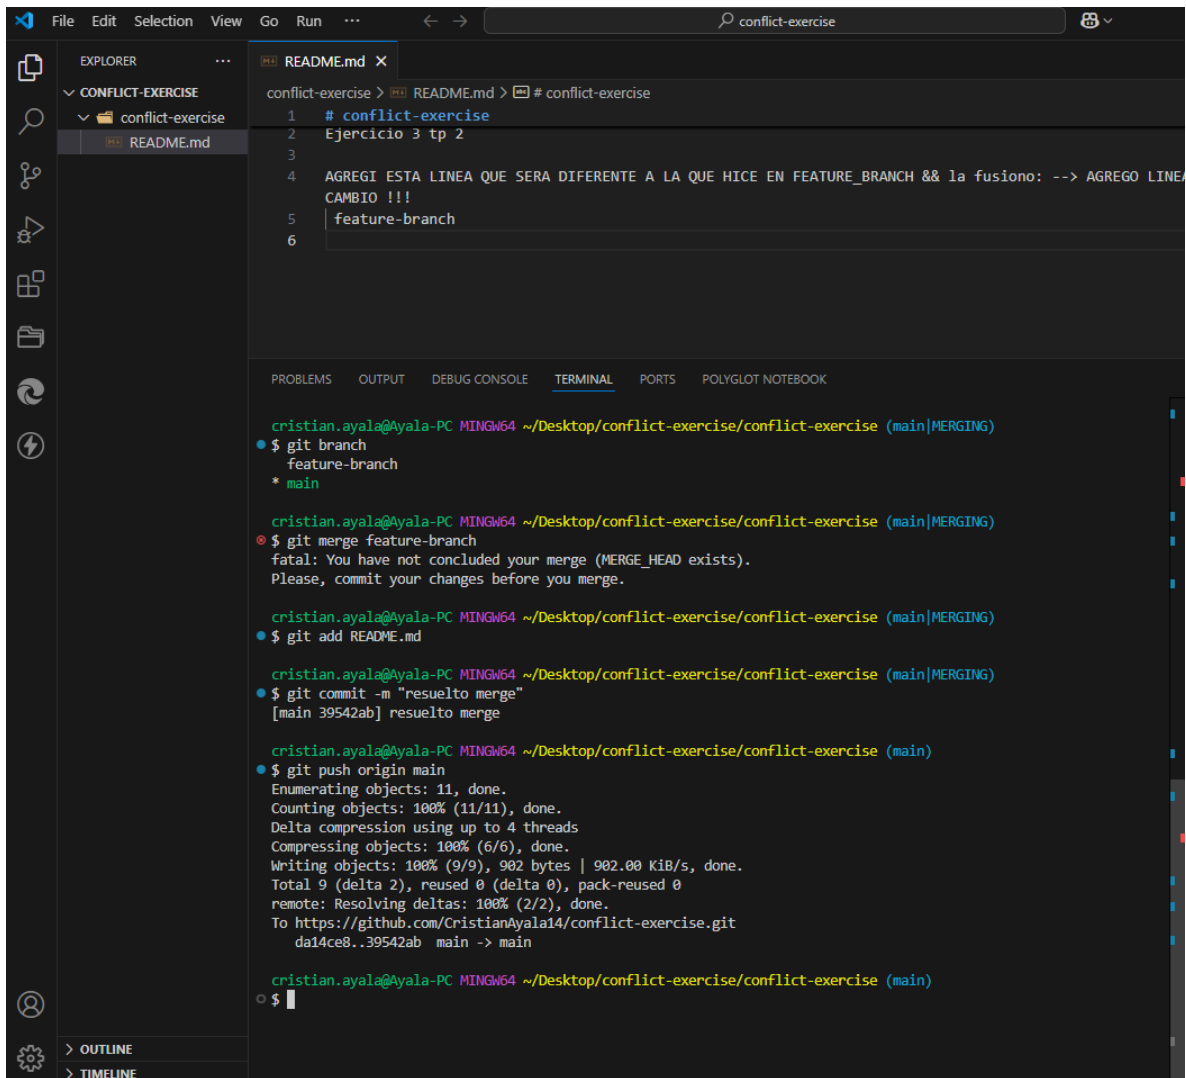 File Edit Selection View Go Run ··· ← → conflict-exercise
EXPLORER ···
CONFLICT-EXERCISE
conflict-exercise
README.md
README.md ×
conflict-exercise > README.md > # conflict-exercise
1 # conflict-exercise
2 Ejercicio 3 tp 2
3
4 AGREGI ESTA LINEA QUE SERA DIFERENTE A LA QUE HICE EN FEATURE_BRANCH && la fusiono: --> AGREGO LINEA
CAMBIO !!!
5 feature-branch
6
PROBLEMS OUTPUT DEBUG CONSOLE TERMINAL PORTS POLYGLOT NOTEBOOK
cristian.ayala@Ayala-PC MINGW64 ~/Desktop/conflict-exercise/conflict-exercise (main|MERGING)
$ git branch
feature-branch
* main
cristian.ayala@Ayala-PC MINGW64 ~/Desktop/conflict-exercise/conflict-exercise (main|MERGING)
$ git merge feature-branch
fatal: You have not concluded your merge (MERGE_HEAD exists).
Please, commit your changes before you merge.
cristian.ayala@Ayala-PC MINGW64 ~/Desktop/conflict-exercise/conflict-exercise (main|MERGING)
$ git add README.md
cristian.ayala@Ayala-PC MINGW64 ~/Desktop/conflict-exercise/conflict-exercise (main|MERGING)
$ git commit -m "resuelto merge"
[main 39542ab] resuelto merge
cristian.ayala@Ayala-PC MINGW64 ~/Desktop/conflict-exercise/conflict-exercise (main)
$ git push origin main
Enumerating objects: 11, done.
Counting objects: 100% (11/11), done.
Delta compression using up to 4 threads
Compressing objects: 100% (6/6), done.
Writing objects: 100% (9/9), 902 bytes | 902.00 KiB/s, done.
Total 9 (delta 2), reused 0 (delta 0), pack-reused 0
remote: Resolving deltas: 100% (2/2), done.
To https://github.com/CristianAyala14/conflict-exercise.git
da14ce8..39542ab main -> main
cristian.ayala@Ayala-PC MINGW64 ~/Desktop/conflict-exercise/conflict-exercise (main)
$
OUTLINE
TIMELINE